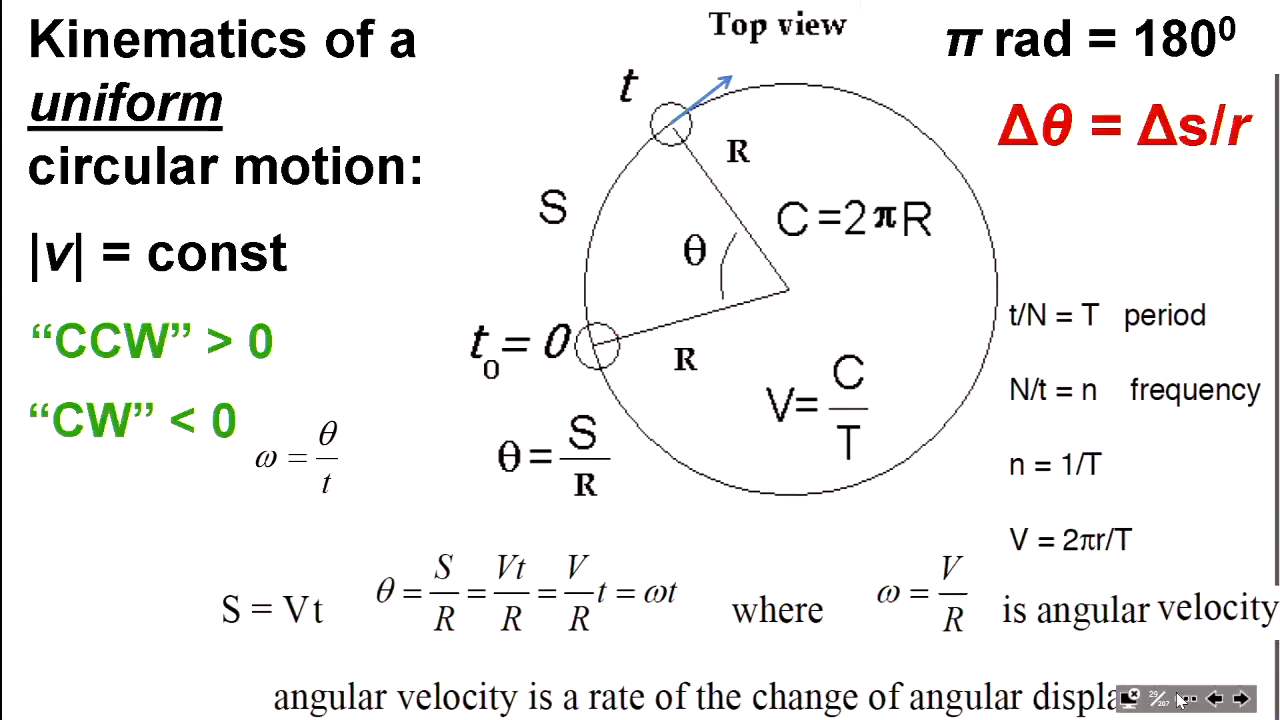 Kinematics of a
uniform
circular motion:
|v| = const
“CCW” > 0
“CW” < 0
ω = θ/t
Top view
t
R
S
θ
C = 2πR
t₀ = 0
R
V = C/T
θ = S/R
π rad = 180⁰
Δθ = Δs/r
t/N = T period
N/t = n frequency
n = 1/T
V = 2πr/T
S = Vt θ = S/R = Vt/R = V/R t = ωt where ω = V/R is angular velocity
angular velocity is a rate of the change of angular displa
29/207